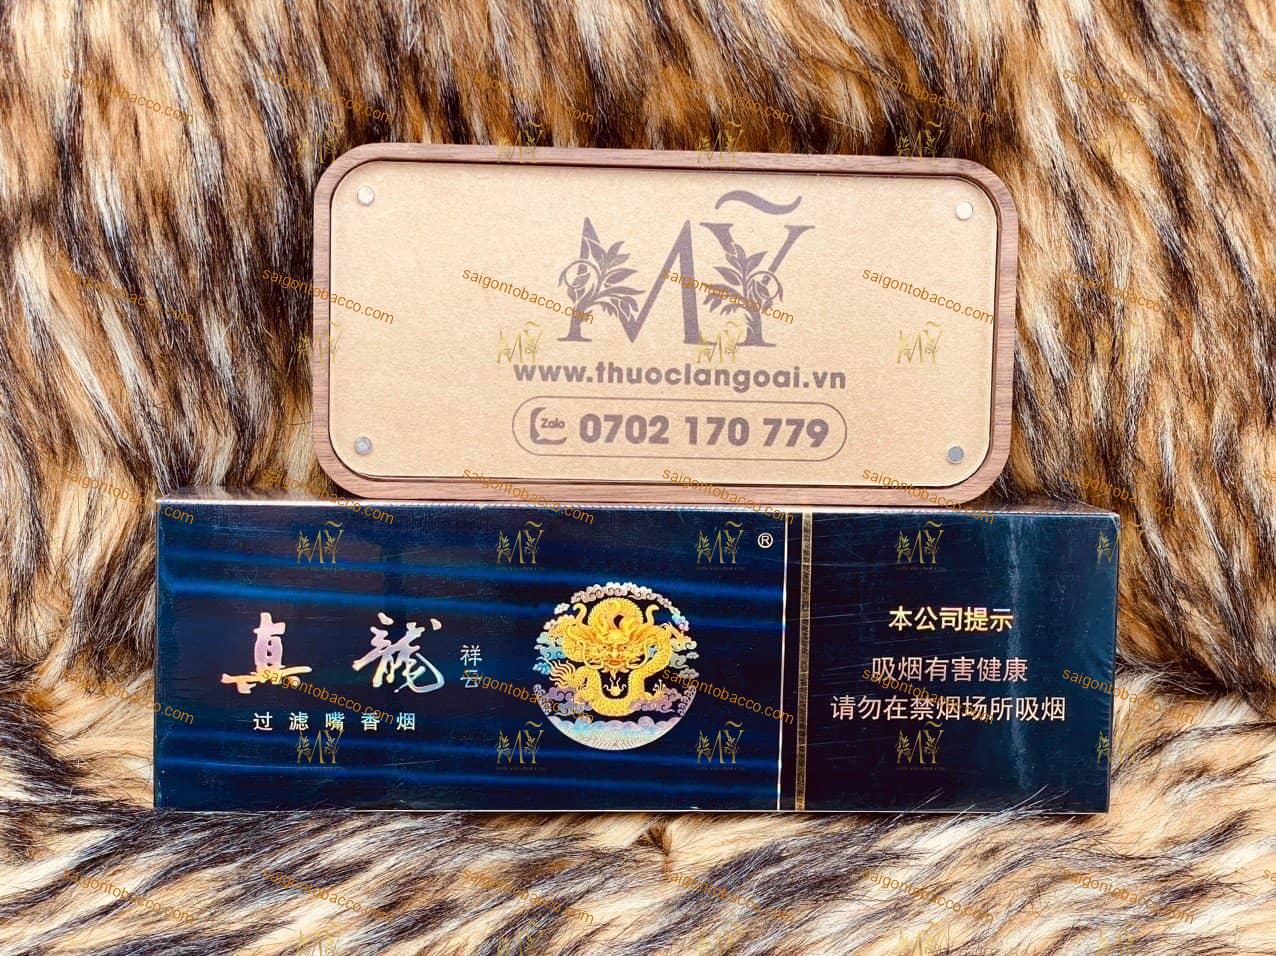 MỸ
www.thuoclangoai.vn
Zalo 0702 170 779
®
真龙
祥云
过滤嘴香烟
本公司提示
吸烟有害健康
请勿在禁烟场所吸烟
saigontobacco.com